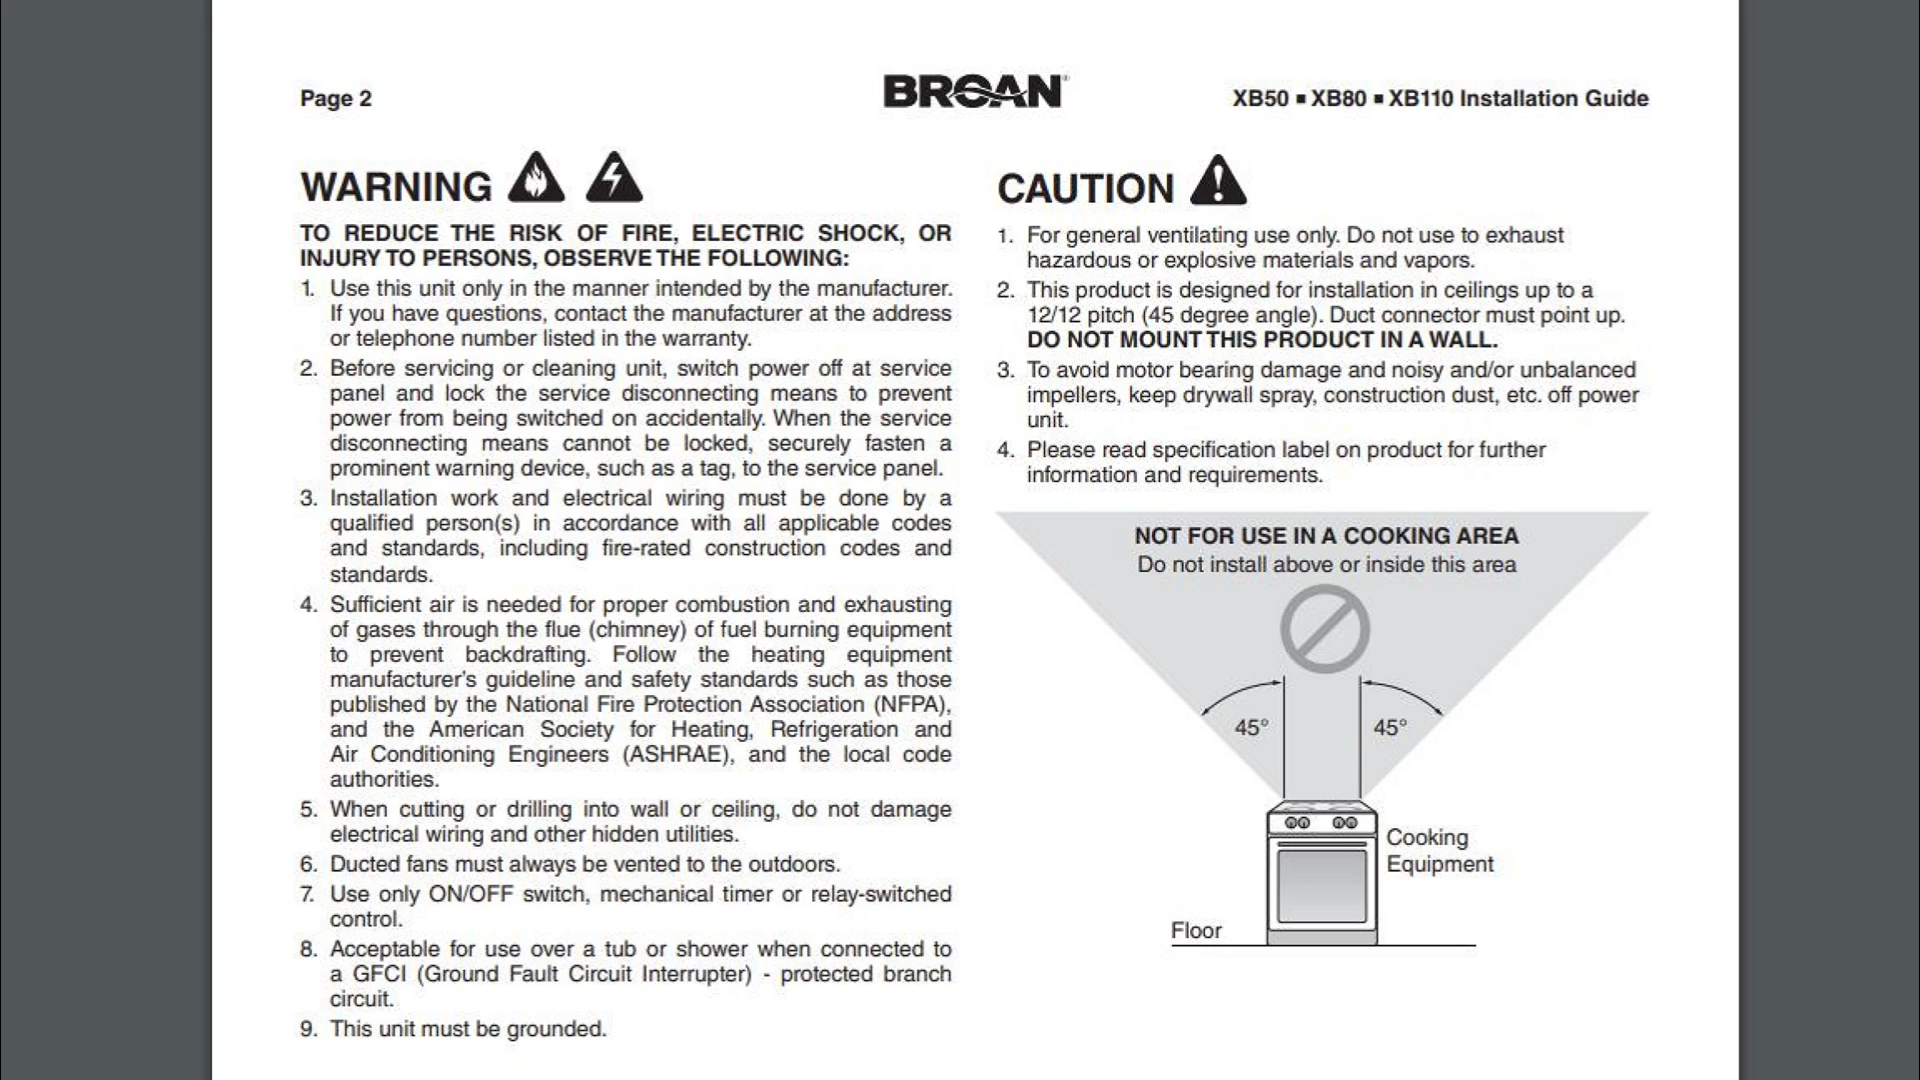 Page 2
BROAN®
XB50 ▪ XB80 ▪ XB110 Installation Guide
WARNING
TO REDUCE THE RISK OF FIRE, ELECTRIC SHOCK, OR
INJURY TO PERSONS, OBSERVE THE FOLLOWING:
1. Use this unit only in the manner intended by the manufacturer.
If you have questions, contact the manufacturer at the address
or telephone number listed in the warranty.
2. Before servicing or cleaning unit, switch power off at service
panel and lock the service disconnecting means to prevent
power from being switched on accidentally. When the service
disconnecting means cannot be locked, securely fasten a
prominent warning device, such as a tag, to the service panel.
3. Installation work and electrical wiring must be done by a
qualified person(s) in accordance with all applicable codes
and standards, including fire-rated construction codes and
standards.
4. Sufficient air is needed for proper combustion and exhausting
of gases through the flue (chimney) of fuel burning equipment
to prevent backdrafting. Follow the heating equipment
manufacturer's guideline and safety standards such as those
published by the National Fire Protection Association (NFPA),
and the American Society for Heating, Refrigeration and
Air Conditioning Engineers (ASHRAE), and the local code
authorities.
5. When cutting or drilling into wall or ceiling, do not damage
electrical wiring and other hidden utilities.
6. Ducted fans must always be vented to the outdoors.
7. Use only ON/OFF switch, mechanical timer or relay-switched
control.
8. Acceptable for use over a tub or shower when connected to
a GFCI (Ground Fault Circuit Interrupter) - protected branch
circuit.
9. This unit must be grounded.
CAUTION
1. For general ventilating use only. Do not use to exhaust
hazardous or explosive materials and vapors.
2. This product is designed for installation in ceilings up to a
12/12 pitch (45 degree angle). Duct connector must point up.
DO NOT MOUNT THIS PRODUCT IN A WALL.
3. To avoid motor bearing damage and noisy and/or unbalanced
impellers, keep drywall spray, construction dust, etc. off power
unit.
4. Please read specification label on product for further
information and requirements.
NOT FOR USE IN A COOKING AREA
Do not install above or inside this area
45° 45°
Cooking
Equipment
Floor